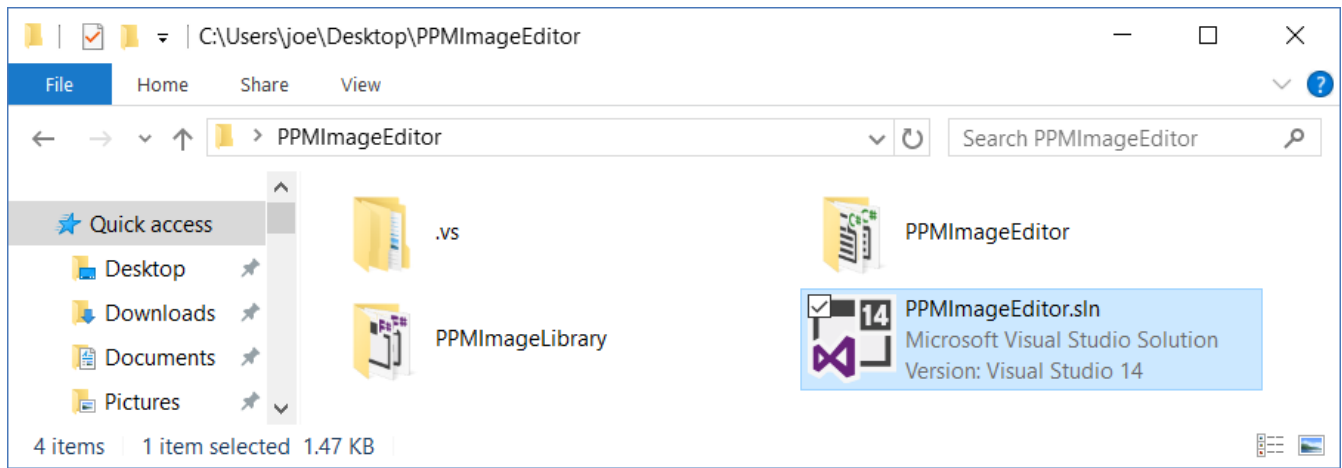 C:\Users\joe\Desktop\PPMImageEditor
File Home Share View
PPMImageEditor
Search PPMImageEditor
Quick access
Desktop
Downloads
Documents
Pictures
.vs
PPMImageEditor
C# C#
PPMImageLibrary
F# F#
14
PPMImageEditor.sln
Microsoft Visual Studio Solution
Version: Visual Studio 14
4 items 1 item selected 1.47 KB